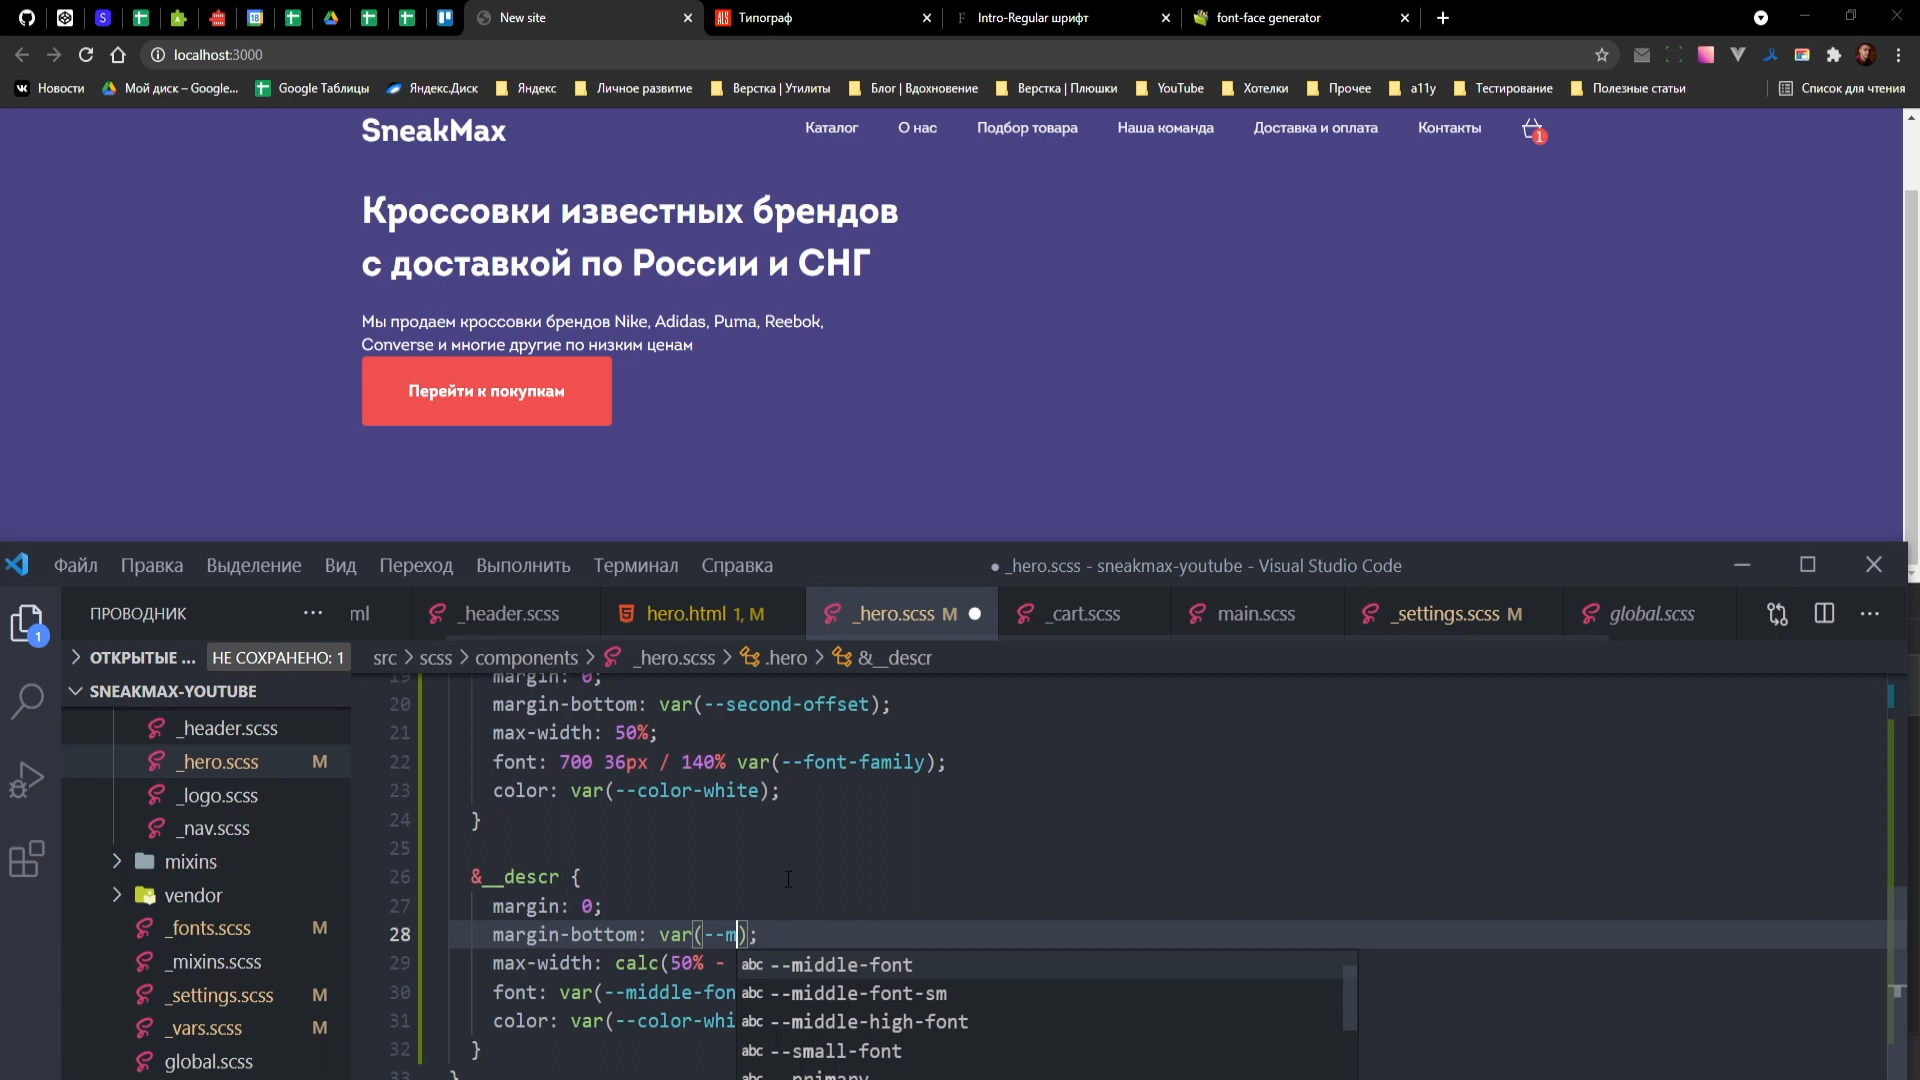 New site
Типограф
Intro-Regular шрифт
font-face generator
localhost:3000
Новости
Мой диск – Google...
Google Таблицы
Яндекс.Диск
Яндекс
Личное развитие
Верстка | Утилиты
Блог | Вдохновение
Верстка | Плюшки
YouTube
Хотелки
Прочее
a11y
Тестирование
Полезные статьи
Список для чтения
SneakMax
Каталог
О нас
Подбор товара
Наша команда
Доставка и оплата
Контакты
1
Кроссовки известных брендов
с доставкой по России и СНГ
Мы продаем кроссовки брендов Nike, Adidas, Puma, Reebok,
Converse и многие другие по низким ценам
Перейти к покупкам
Файл Правка Выделение Вид Переход Выполнить Терминал Справка
● _hero.scss - sneakmax-youtube - Visual Studio Code
ПРОВОДНИК ···
ml
_header.scss
hero.html 1, M
_hero.scss M ●
_cart.scss
main.scss
_settings.scss M
global.scss
1
ОТКРЫТЫЕ ... НЕ СОХРАНЕНО: 1
src > scss > components > _hero.scss > .hero > &__descr
SNEAKMAX-YOUTUBE
_header.scss
_hero.scss M
_logo.scss
_nav.scss
mixins
vendor
_fonts.scss M
_mixins.scss
_settings.scss M
_vars.scss M
global.scss
19 margin: 0;
20 margin-bottom: var(--second-offset);
21 max-width: 50%;
22 font: 700 36px / 140% var(--font-family);
23 color: var(--color-white);
24 }
25
26 &__descr {
27 margin: 0;
28 margin-bottom: var(--m);
29 max-width: calc(50% -
30 font: var(--middle-fon
31 color: var(--color-whi
32 }
33 }
abc --middle-font
abc --middle-font-sm
abc --middle-high-font
abc --small-font
abc --primary